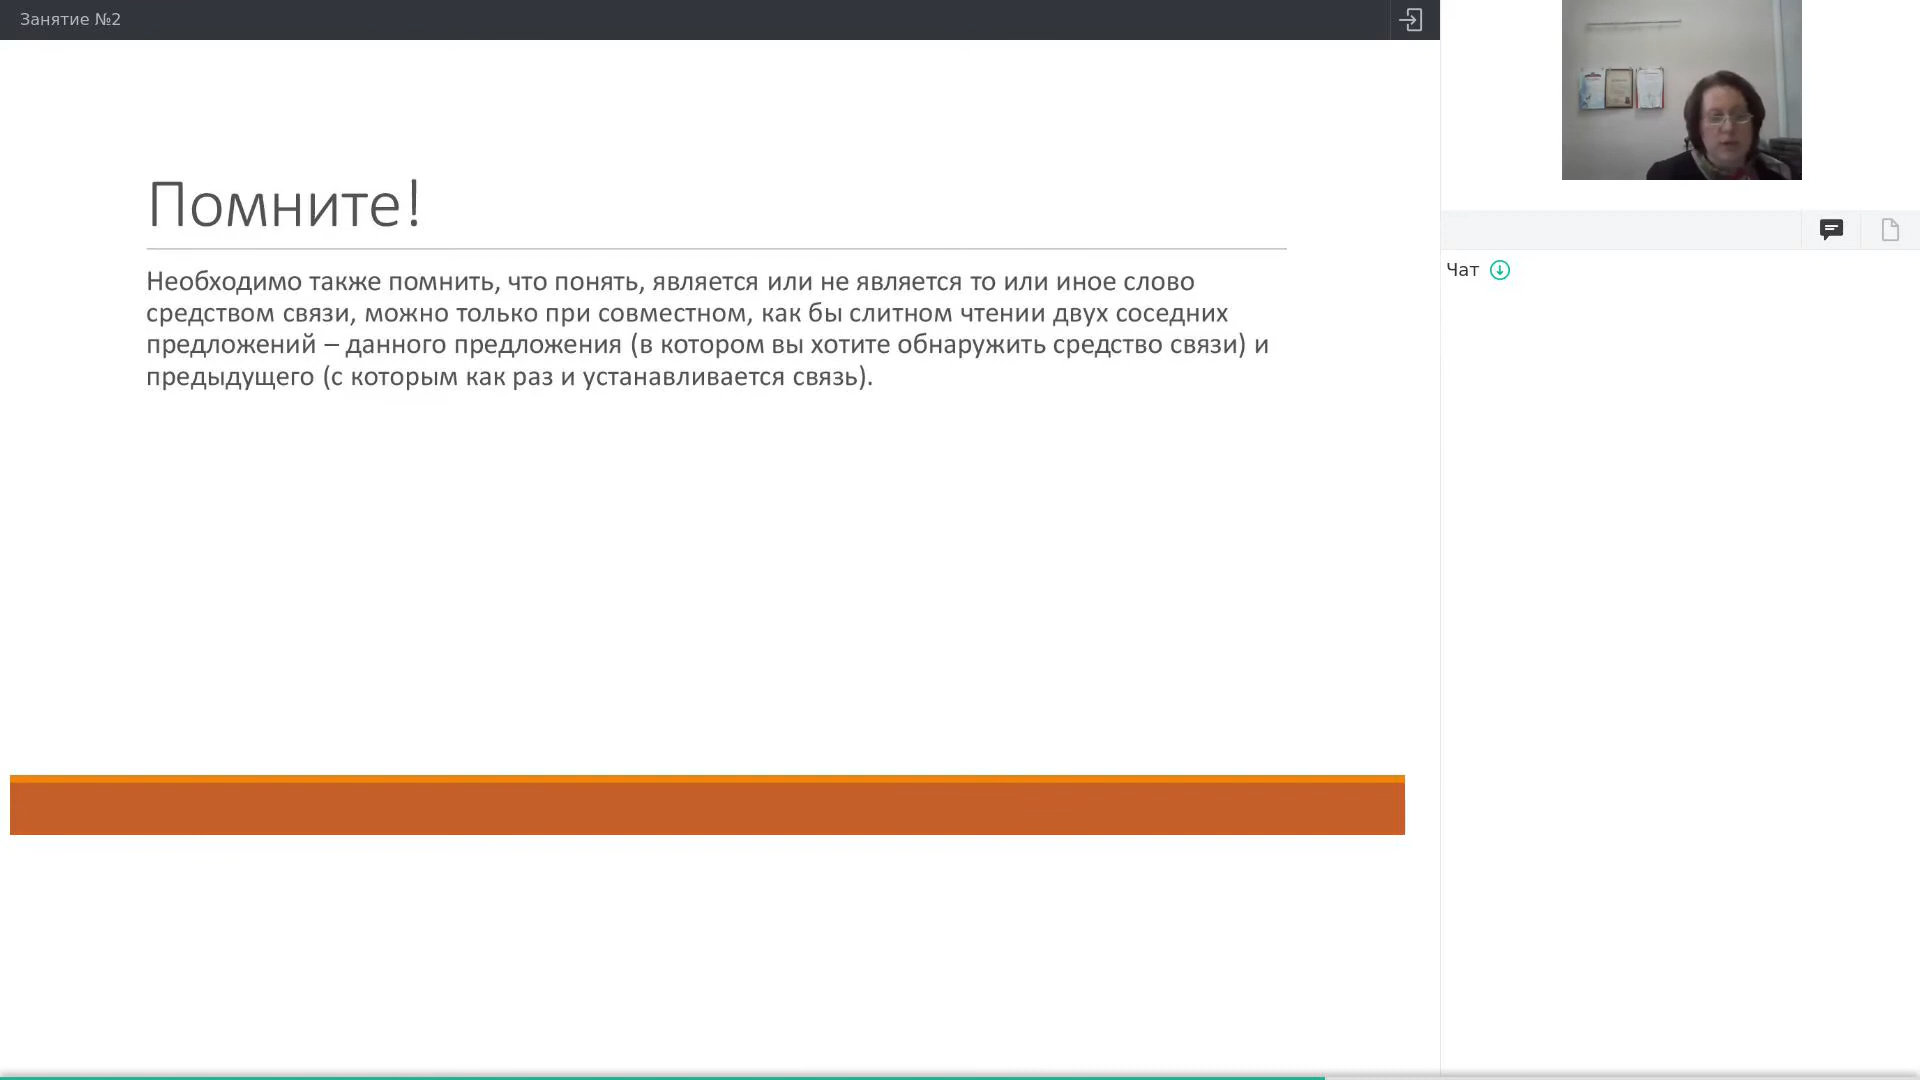 Занятие №2
Помните!
Необходимо также помнить, что понять, является или не является то или иное слово
средством связи, можно только при совместном, как бы слитном чтении двух соседних
предложений – данного предложения (в котором вы хотите обнаружить средство связи) и
предыдущего (с которым как раз и устанавливается связь).
Чат